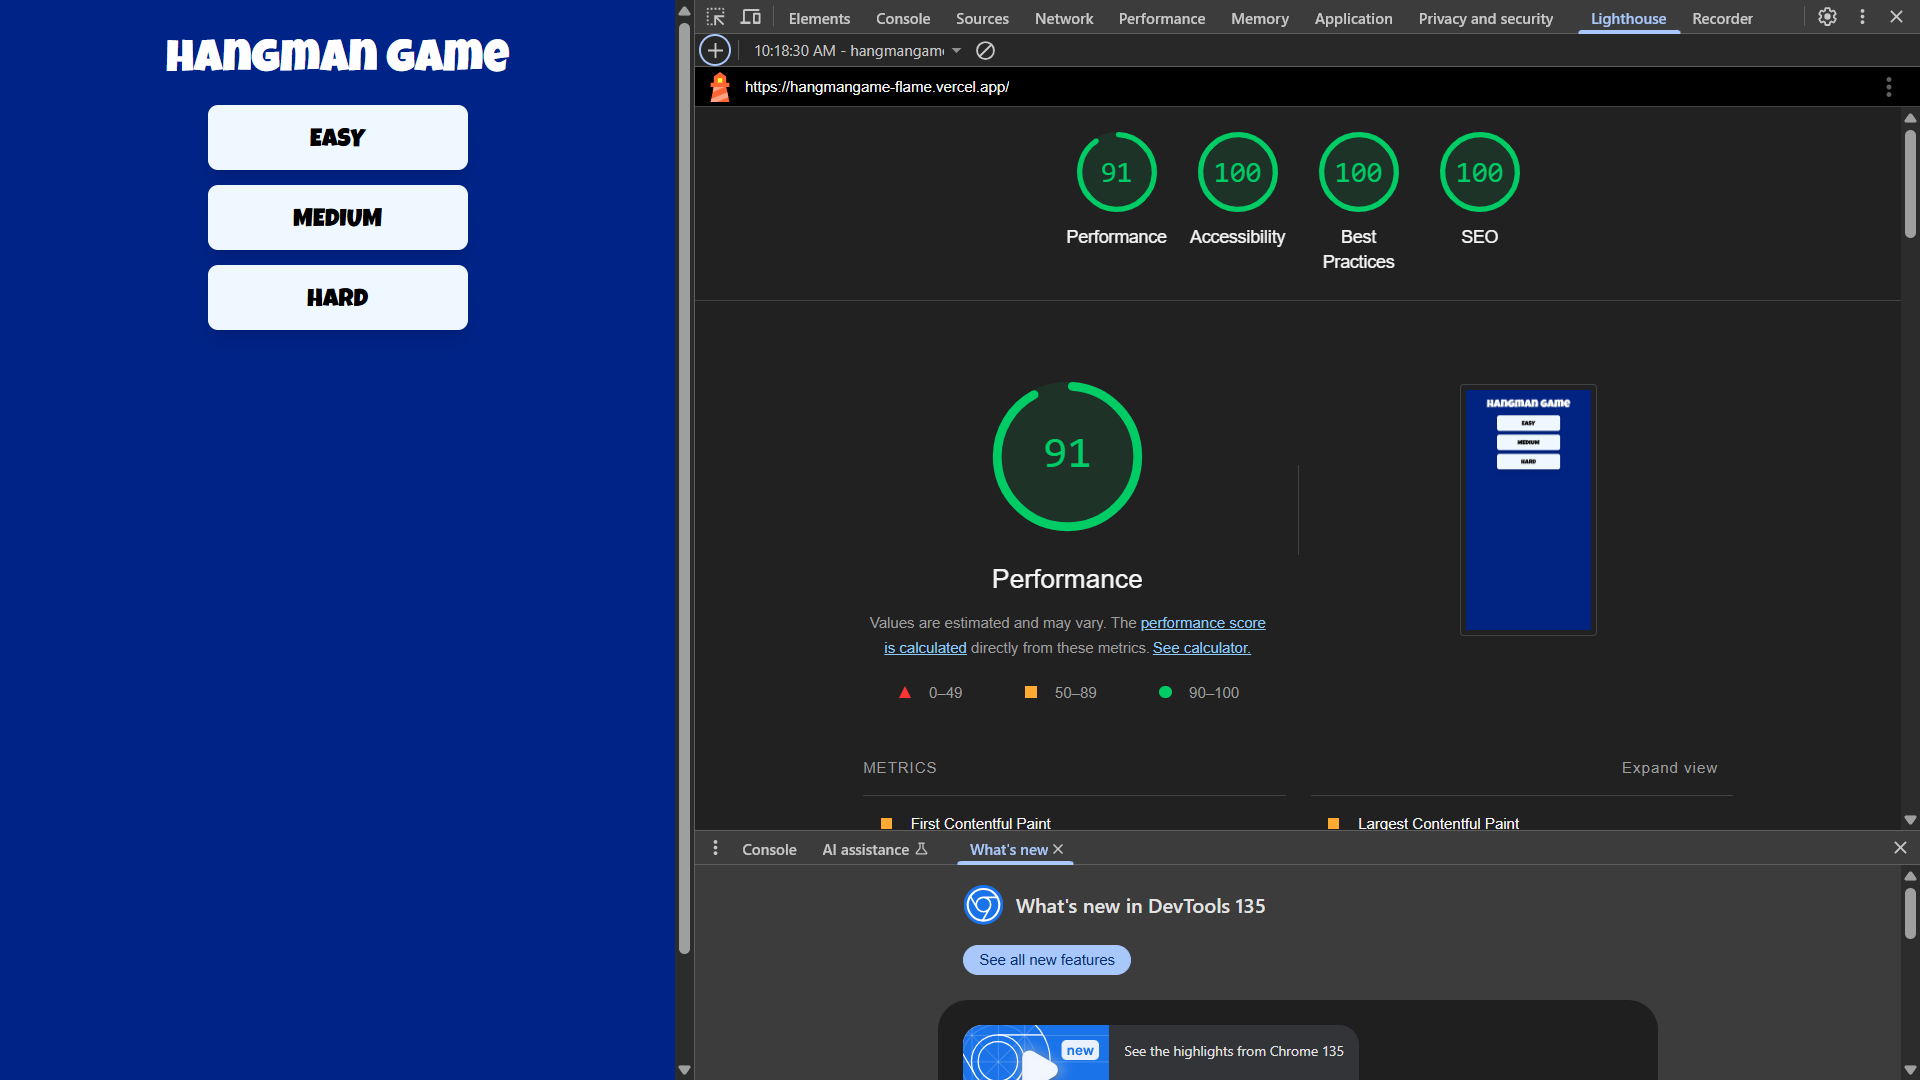 HANGMAN GAME
EASY
MEDIUM
HARD
Elements Console Sources Network Performance Memory Application Privacy and security Lighthouse Recorder
10:18:30 AM - hangmangame
https://hangmangame-flame.vercel.app/
91 100 100 100
Performance Accessibility Best Practices SEO
91
HANGMAN GAME
EASY
MEDIUM
HARD
Performance
Values are estimated and may vary. The performance score
is calculated directly from these metrics. See calculator.
0–49 50–89 90–100
METRICS
Expand view
First Contentful Paint
Largest Contentful Paint
Console AI assistance What's new
What's new in DevTools 135
See all new features
new
See the highlights from Chrome 135